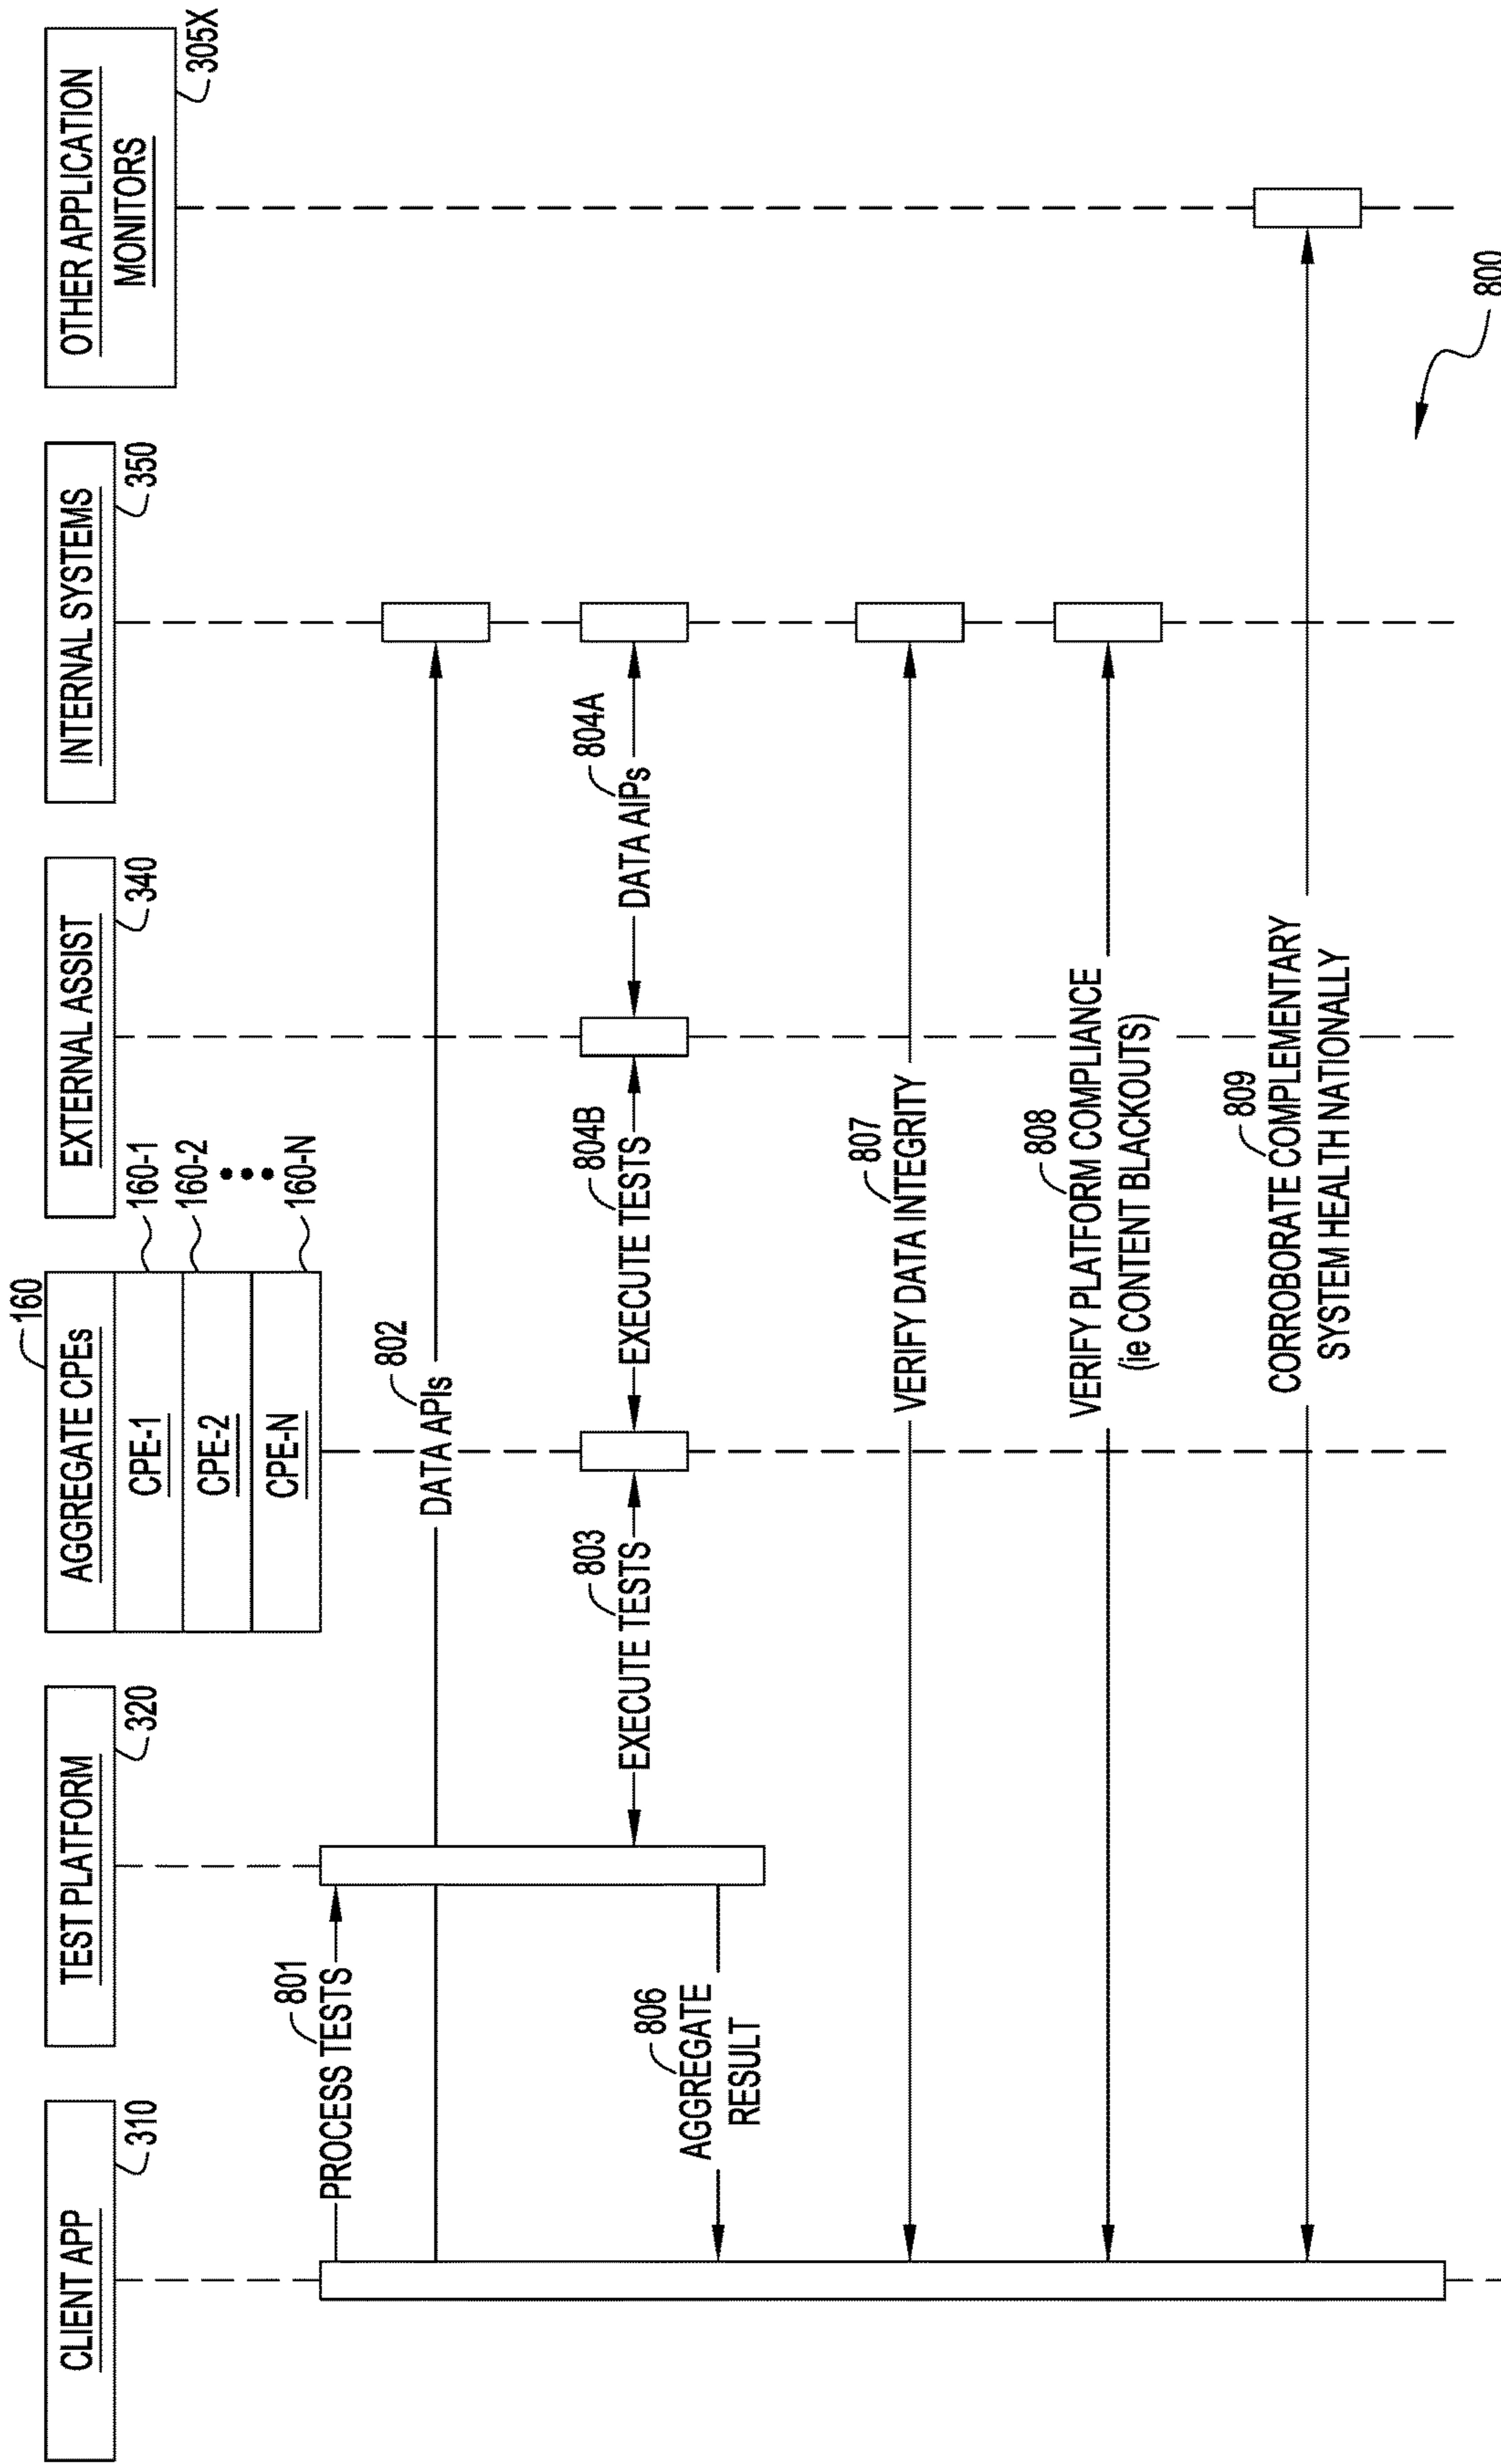 CLIENT APP
310
TEST PLATFORM
320
160
AGGREGATE CPEs
CPE-1
160-1
CPE-2
160-2
CPE-N
160-N
EXTERNAL ASSIST
340
INTERNAL SYSTEMS
350
OTHER APPLICATION
MONITORS
305X
801
PROCESS TESTS
802
DATA APIs
803
EXECUTE TESTS
804B
EXECUTE TESTS
804A
DATA AIPs
806
AGGREGATE
RESULT
807
VERIFY DATA INTEGRITY
808
VERIFY PLATFORM COMPLIANCE
(ie CONTENT BLACKOUTS)
809
CORROBORATE COMPLEMENTARY
SYSTEM HEALTH NATIONALLY
800